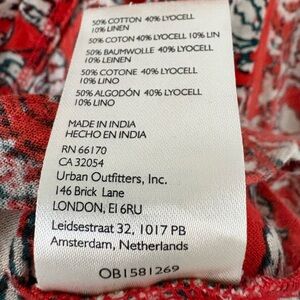 50% COTTON 40% LYOCELL
10% LINEN
50% COTON 40% LYOCELL 10% LIN
50% BAUMWOLLE 40% LYOCELL
10% LEINEN
50% COTONE 40% LYOCELL
10% LINO
50% ALGODÓN 40% LYOCELL
10% LINO
MADE IN INDIA
HECHO EN INDIA
RN 66170
CA 32054
Urban Outfitters, Inc.
146 Brick Lane
LONDON, E1 6RU
Leidsestraat 32, 1017 PB
Amsterdam, Netherlands
OB1581269